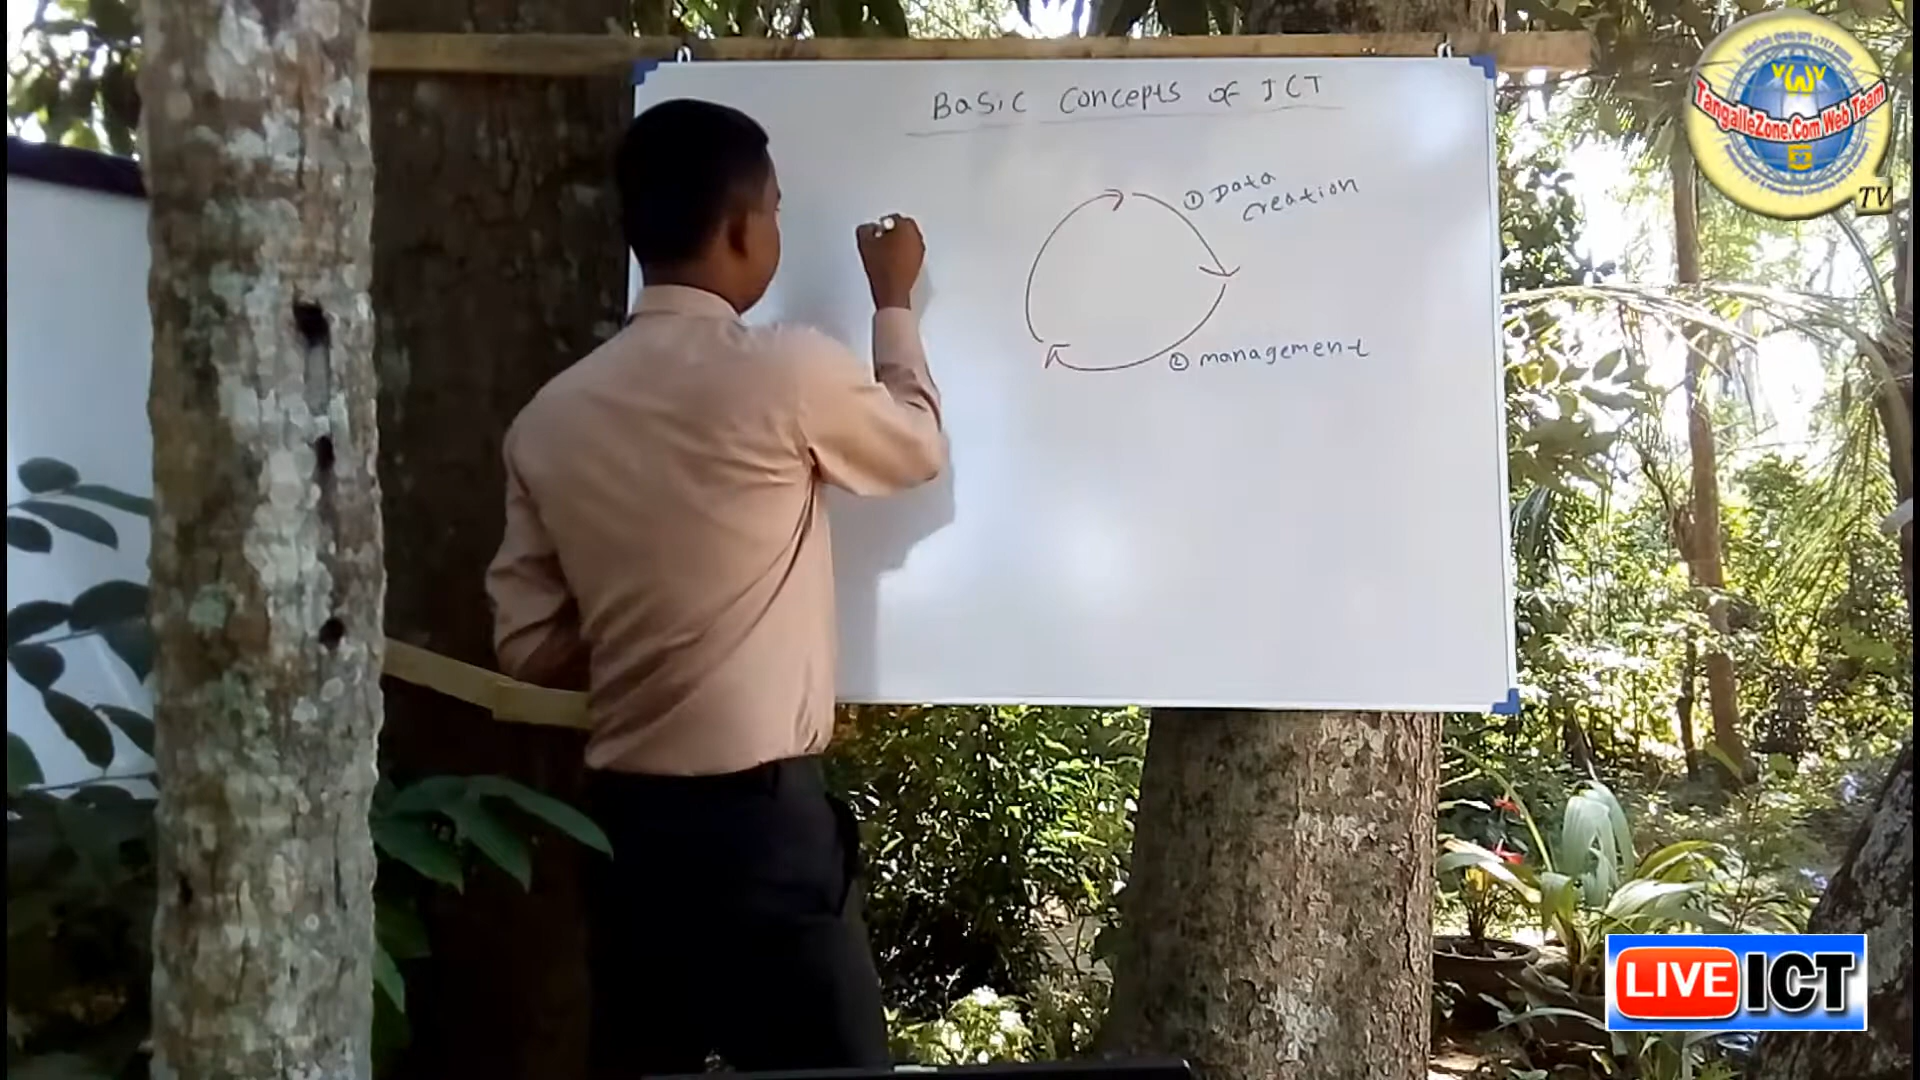 Basic Concepts of ICT
① Data
creation
② management
TangalleZone.Com Web Team
TV
LIVE ICT